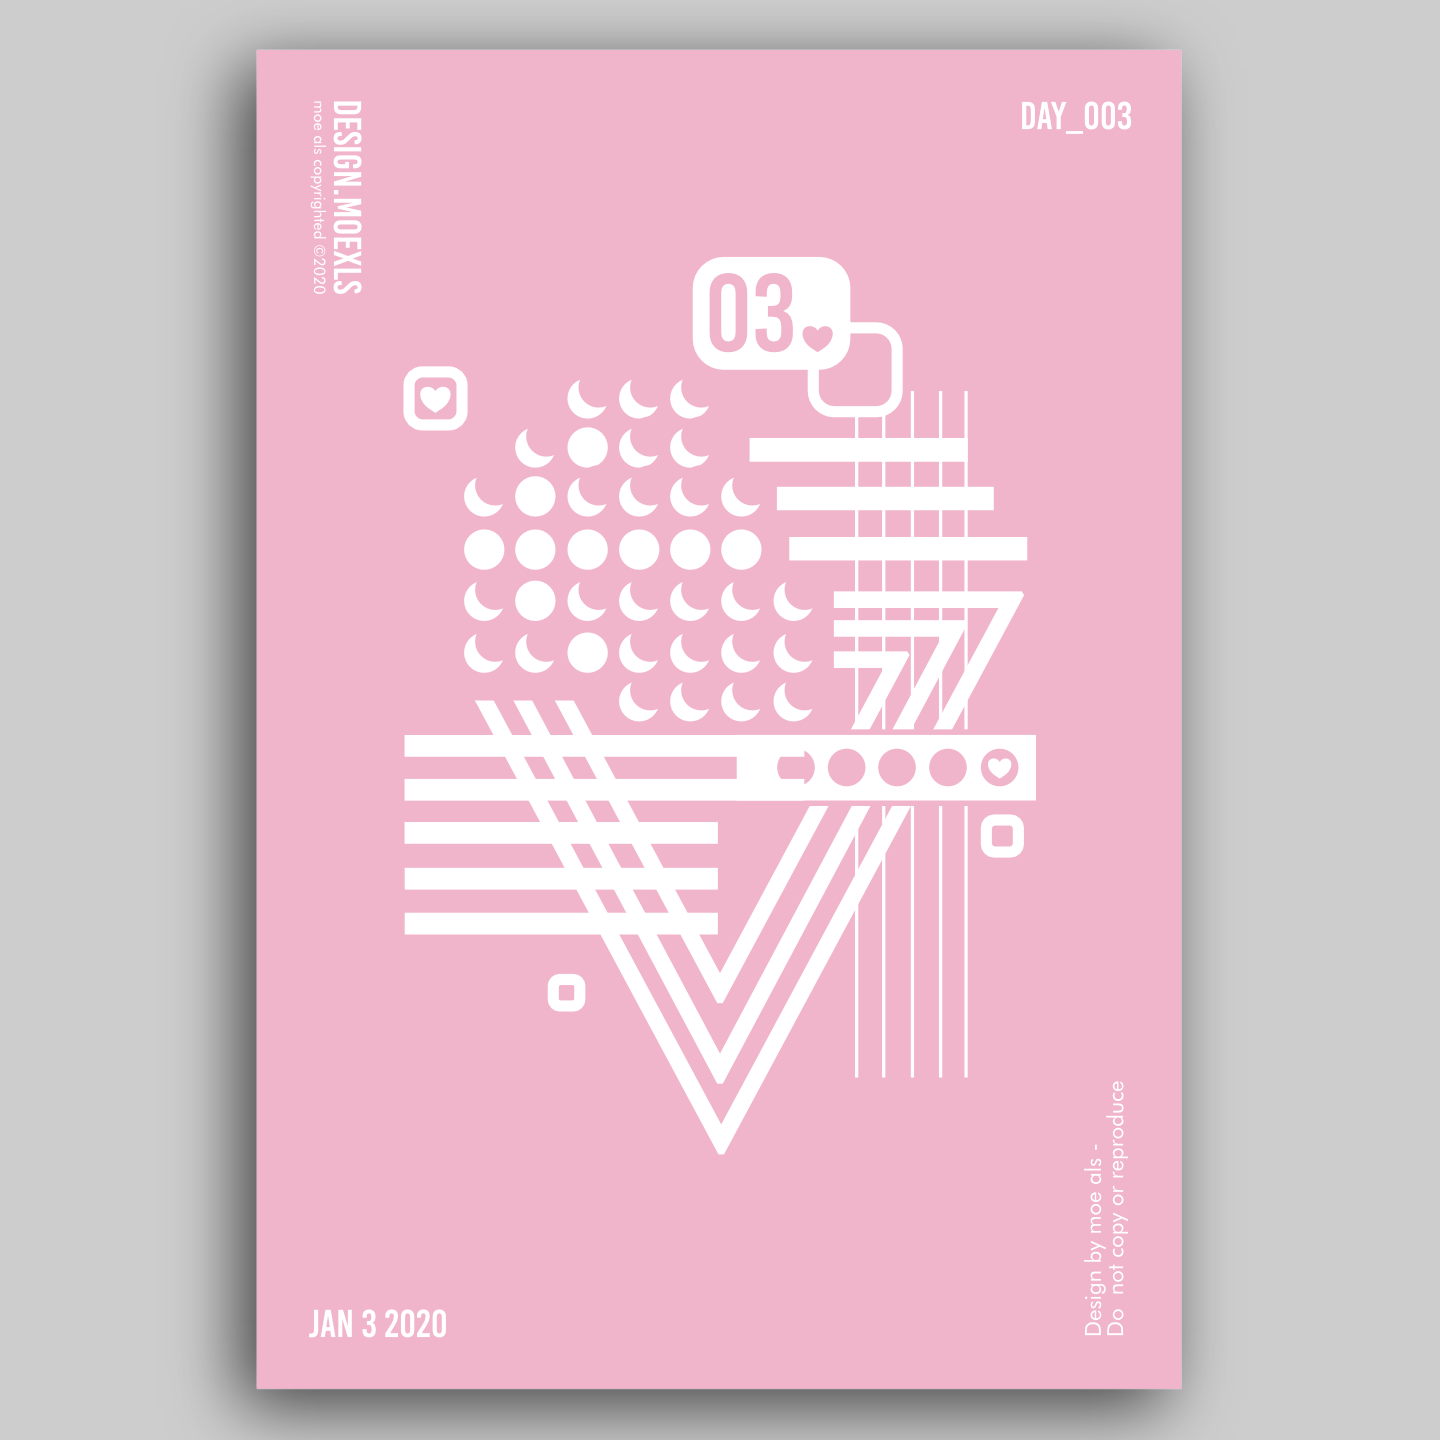 DESIGN.MOEXLS
moe als copyrighted ©2020
DAY_003
03
Design by moe als -
Do not copy or reproduce
JAN 3 2020